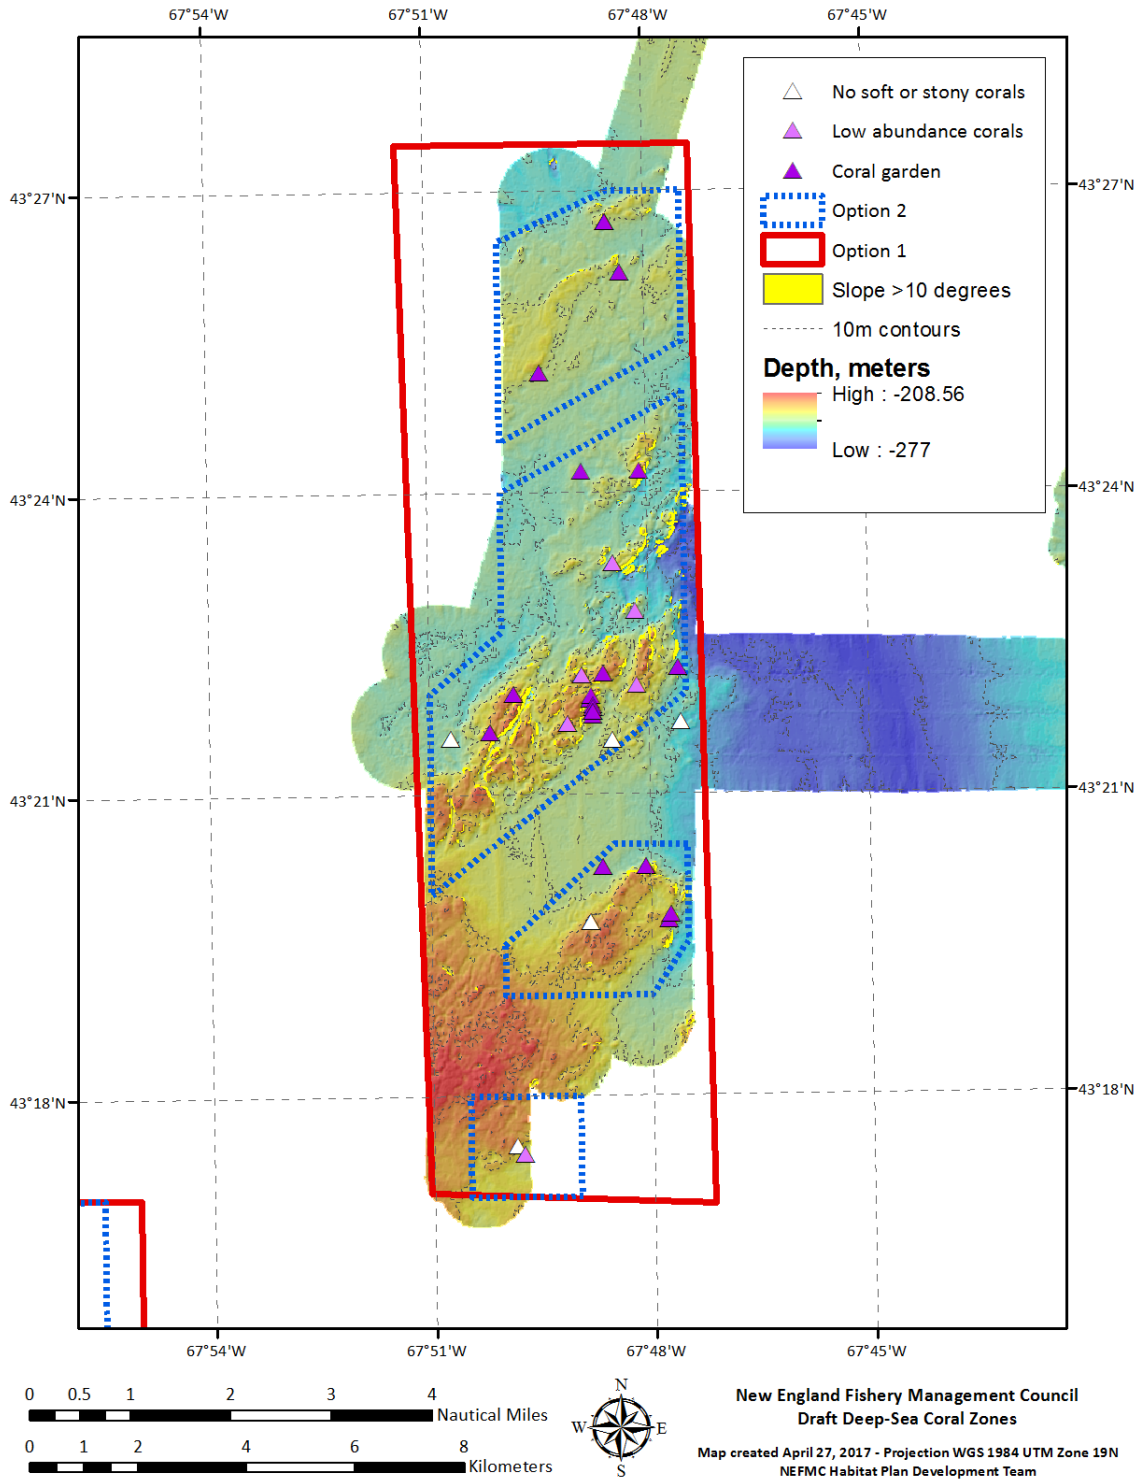 67°54'W 67°51'W 67°48'W 67°45'W
No soft or stony corals
Low abundance corals
Coral garden
Option 2
Option 1
Slope >10 degrees
10m contours
Depth, meters
High : -208.56
Low : -277
43°27'N 43°27'N
43°24'N 43°24'N
43°21'N 43°21'N
43°18'N 43°18'N
67°54'W 67°51'W 67°48'W 67°45'W
0 0.5 1 2 3 4
Nautical Miles
0 1 2 4 6 8
Kilometers
N
W E
S
New England Fishery Management Council
Draft Deep-Sea Coral Zones
Map created April 27, 2017 - Projection WGS 1984 UTM Zone 19N
NEFMC Habitat Plan Development Team